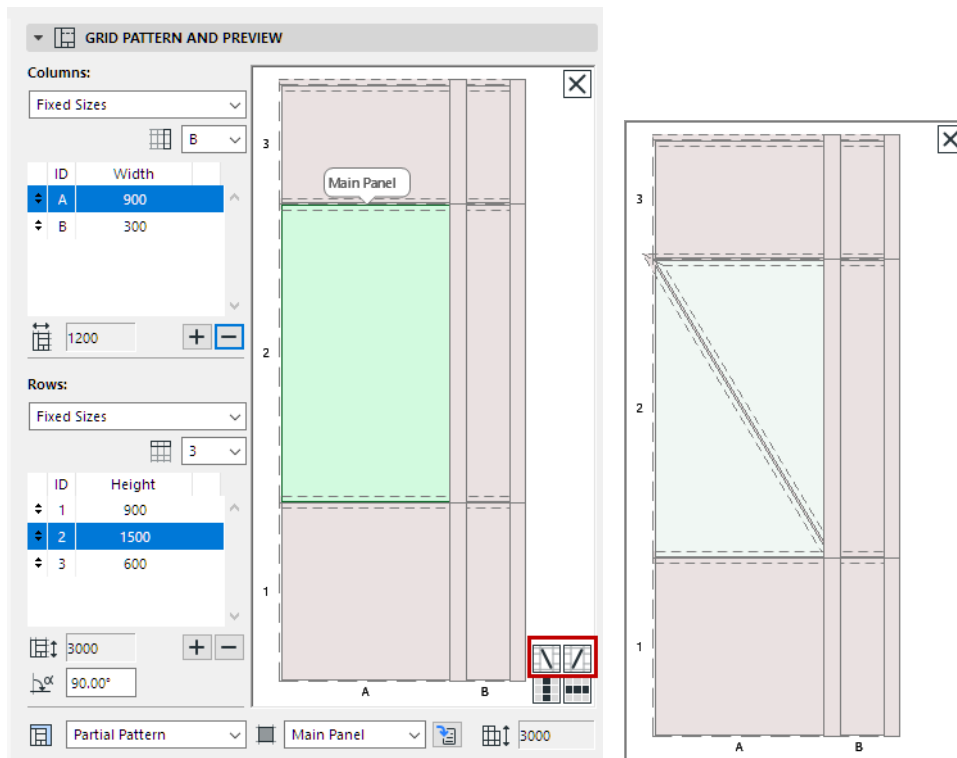 GRID PATTERN AND PREVIEW
Columns:
Fixed Sizes
B
ID Width
A 900
B 300
1200
Rows:
Fixed Sizes
3
ID Height
1 900
2 1500
3 600
3000
α
90.00°
Partial Pattern
Main Panel
3000
3
Main Panel
2
1
A B
3
2
1
A B